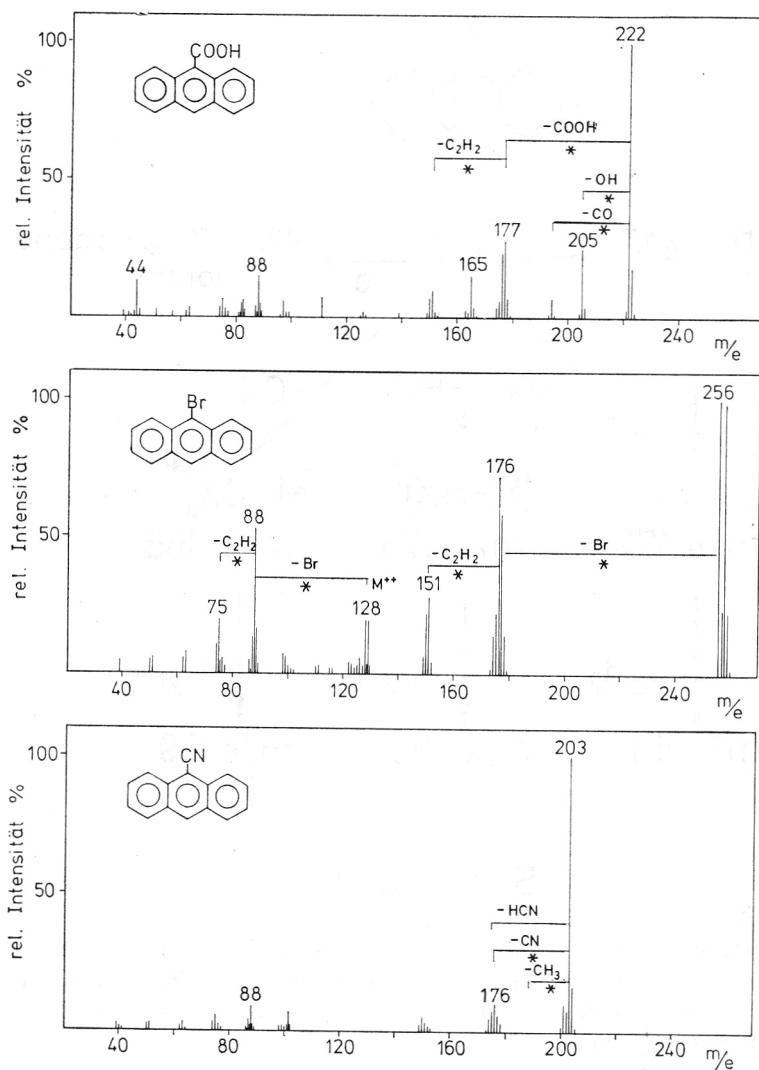 100
222
COOH
rel. Intensität %
-COOH·
*
-C₂H₂
*
50
-OH
*
-CO
*
177
205
165
88
44
40 80 120 160 200 240
m/e
100
256
Br
rel. Intensität %
176
88
-C₂H₂
*
-Br
*
-C₂H₂
*
-Br
*
50
M⁺⁺
75
128
151
40 80 120 160 200 240
m/e
100
203
CN
rel. Intensität %
50
-HCN
-CN
*
-CH₃
*
176
88
40 80 120 160 200 240
m/e